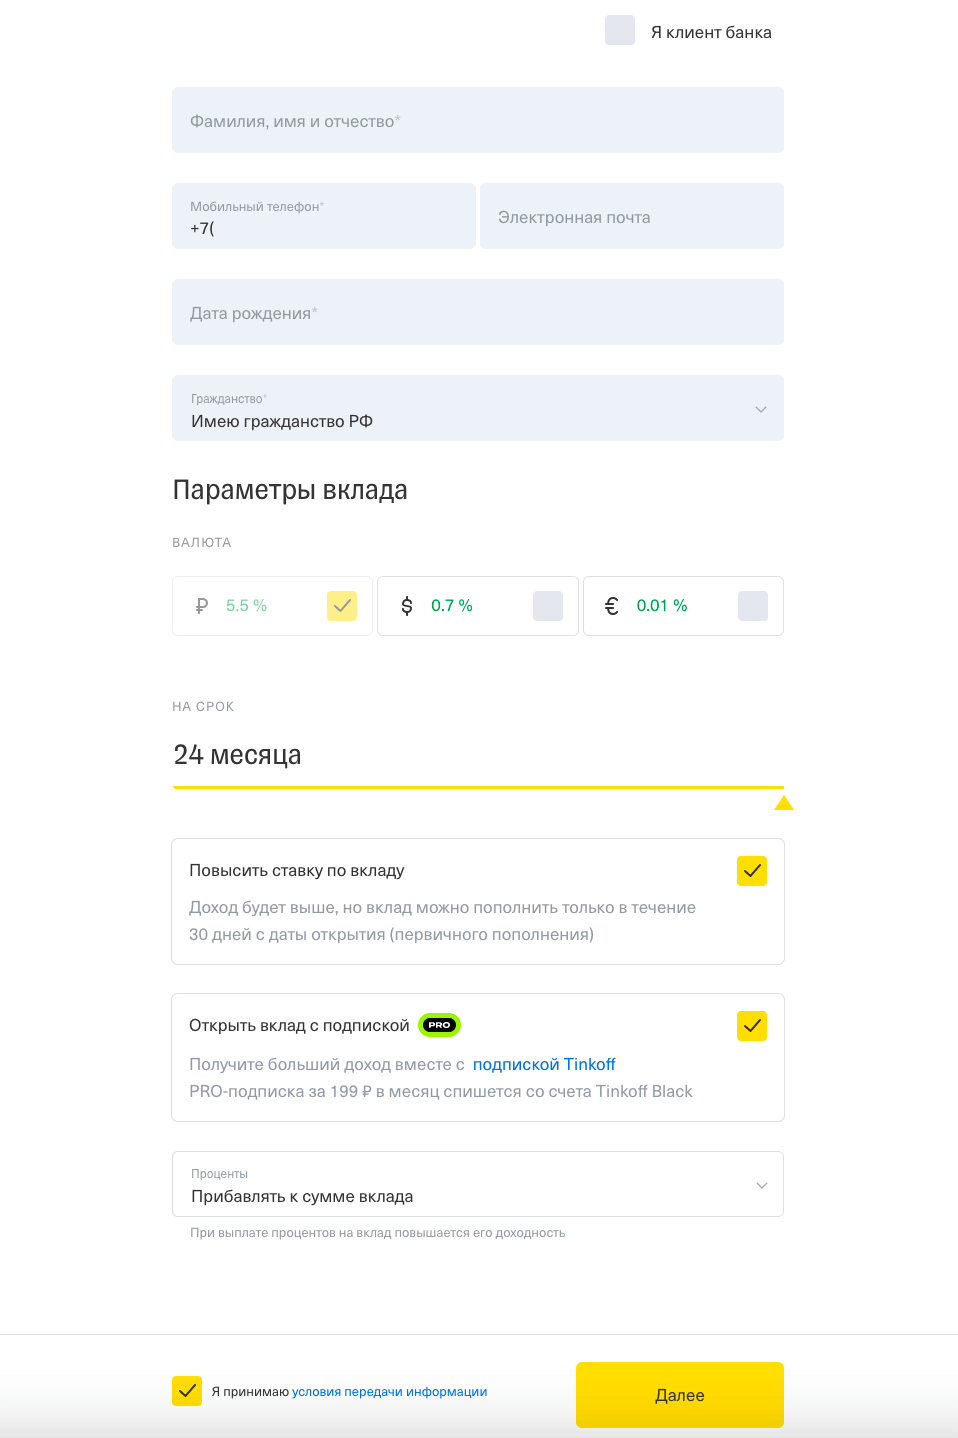 Я клиент банка
Фамилия, имя и отчество*
Мобильный телефон*
+7(
Электронная почта
Дата рождения*
Гражданство*
Имею гражданство РФ
Параметры вклада
ВАЛЮТА
₽ 5.5 %
$ 0.7 %
€ 0.01 %
НА СРОК
24 месяца
Повысить ставку по вкладу
Доход будет выше, но вклад можно пополнить только в течение
30 дней с даты открытия (первичного пополнения)
Открыть вклад с подпиской PRO
Получите больший доход вместе с подпиской Tinkoff
PRO-подписка за 199 ₽ в месяц спишется со счета Tinkoff Black
Проценты
Прибавлять к сумме вклада
При выплате процентов на вклад повышается его доходность
Я принимаю условия передачи информации
Далее